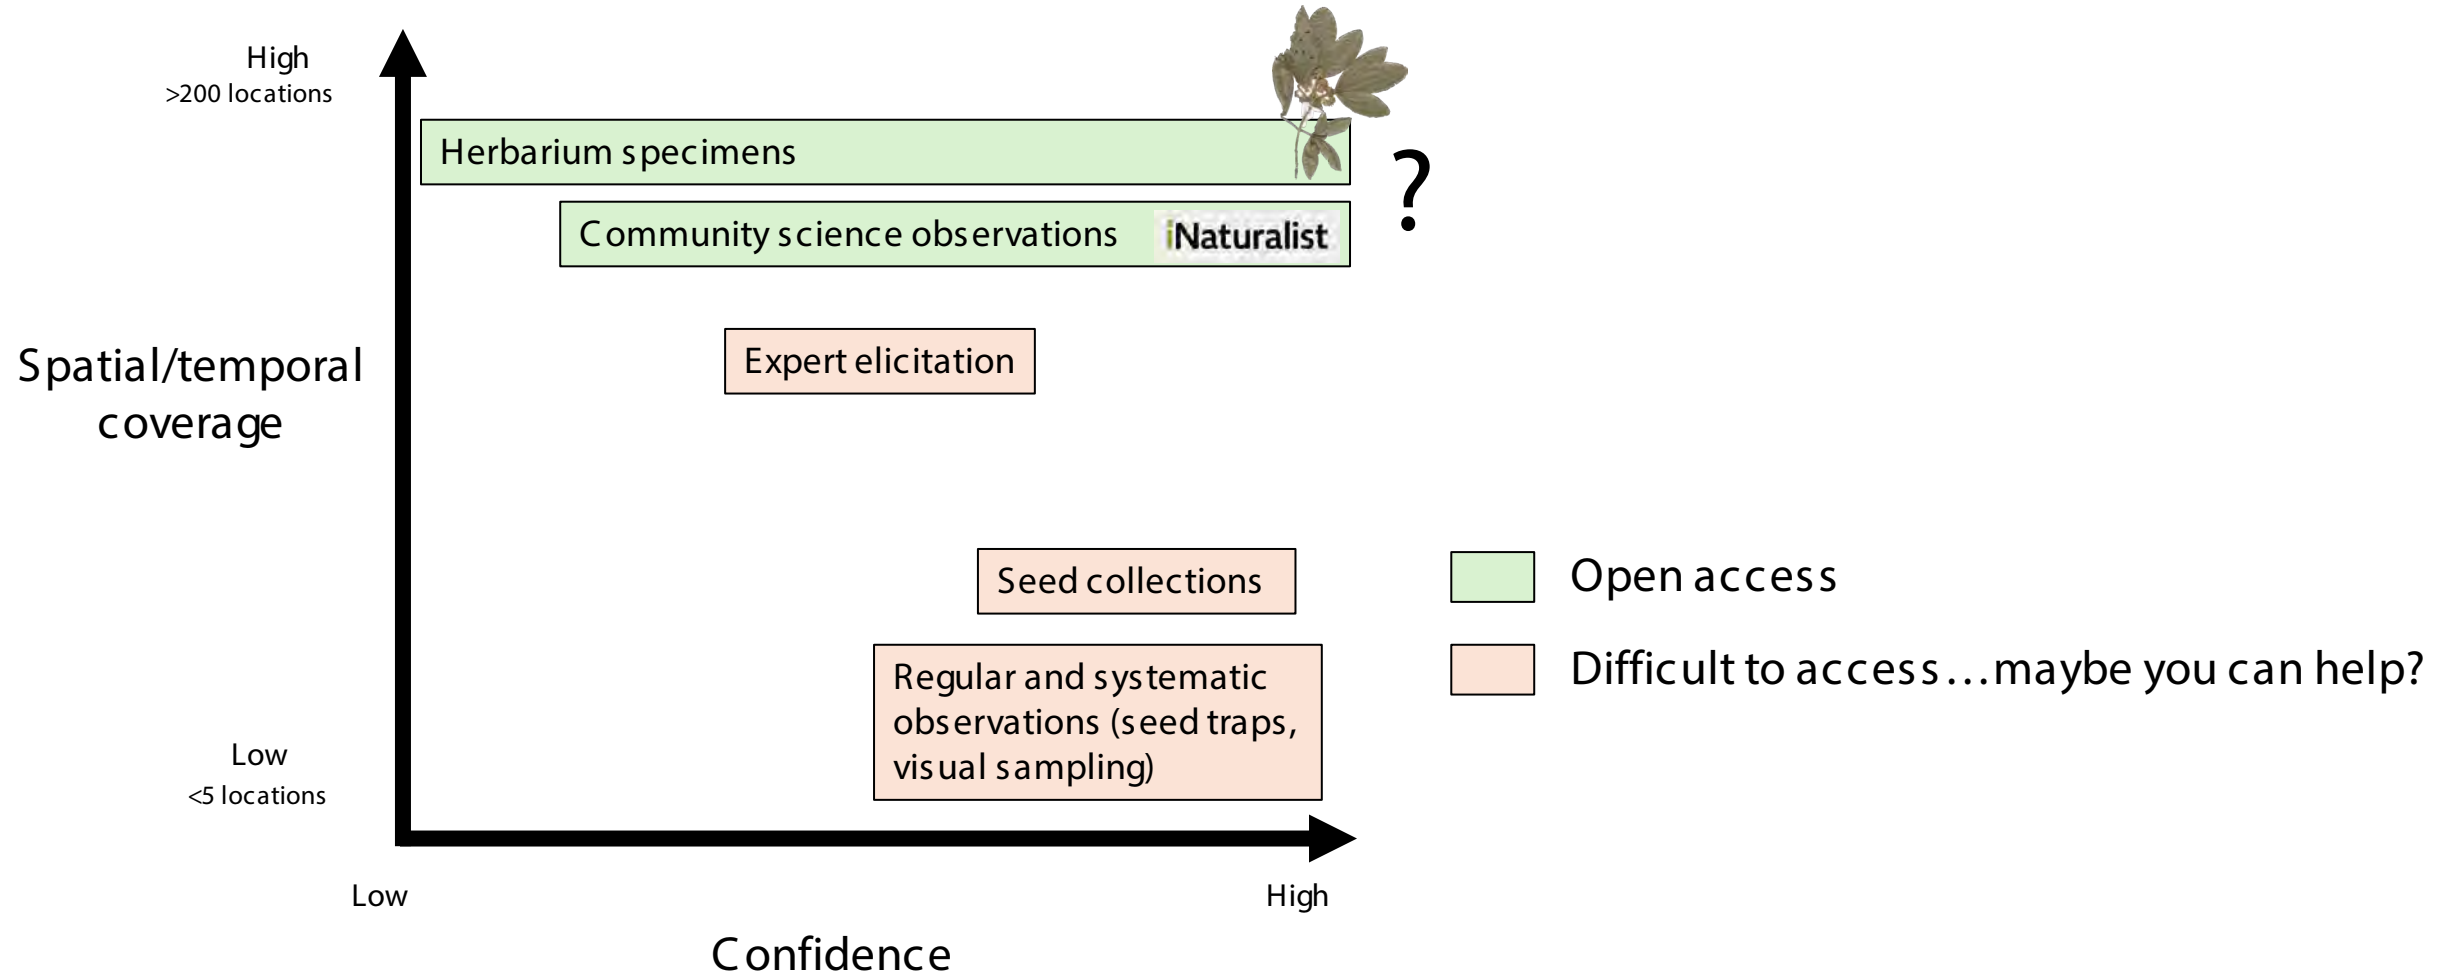 High
>200 locations
Herbarium specimens
?
Community science observations
iNaturalist
Expert elicitation
Spatial/temporal
coverage
Seed collections
Open access
Regular and systematic
observations (seed traps,
visual sampling)
Difficult to access…maybe you can help?
Low
<5 locations
Low
High
Confidence